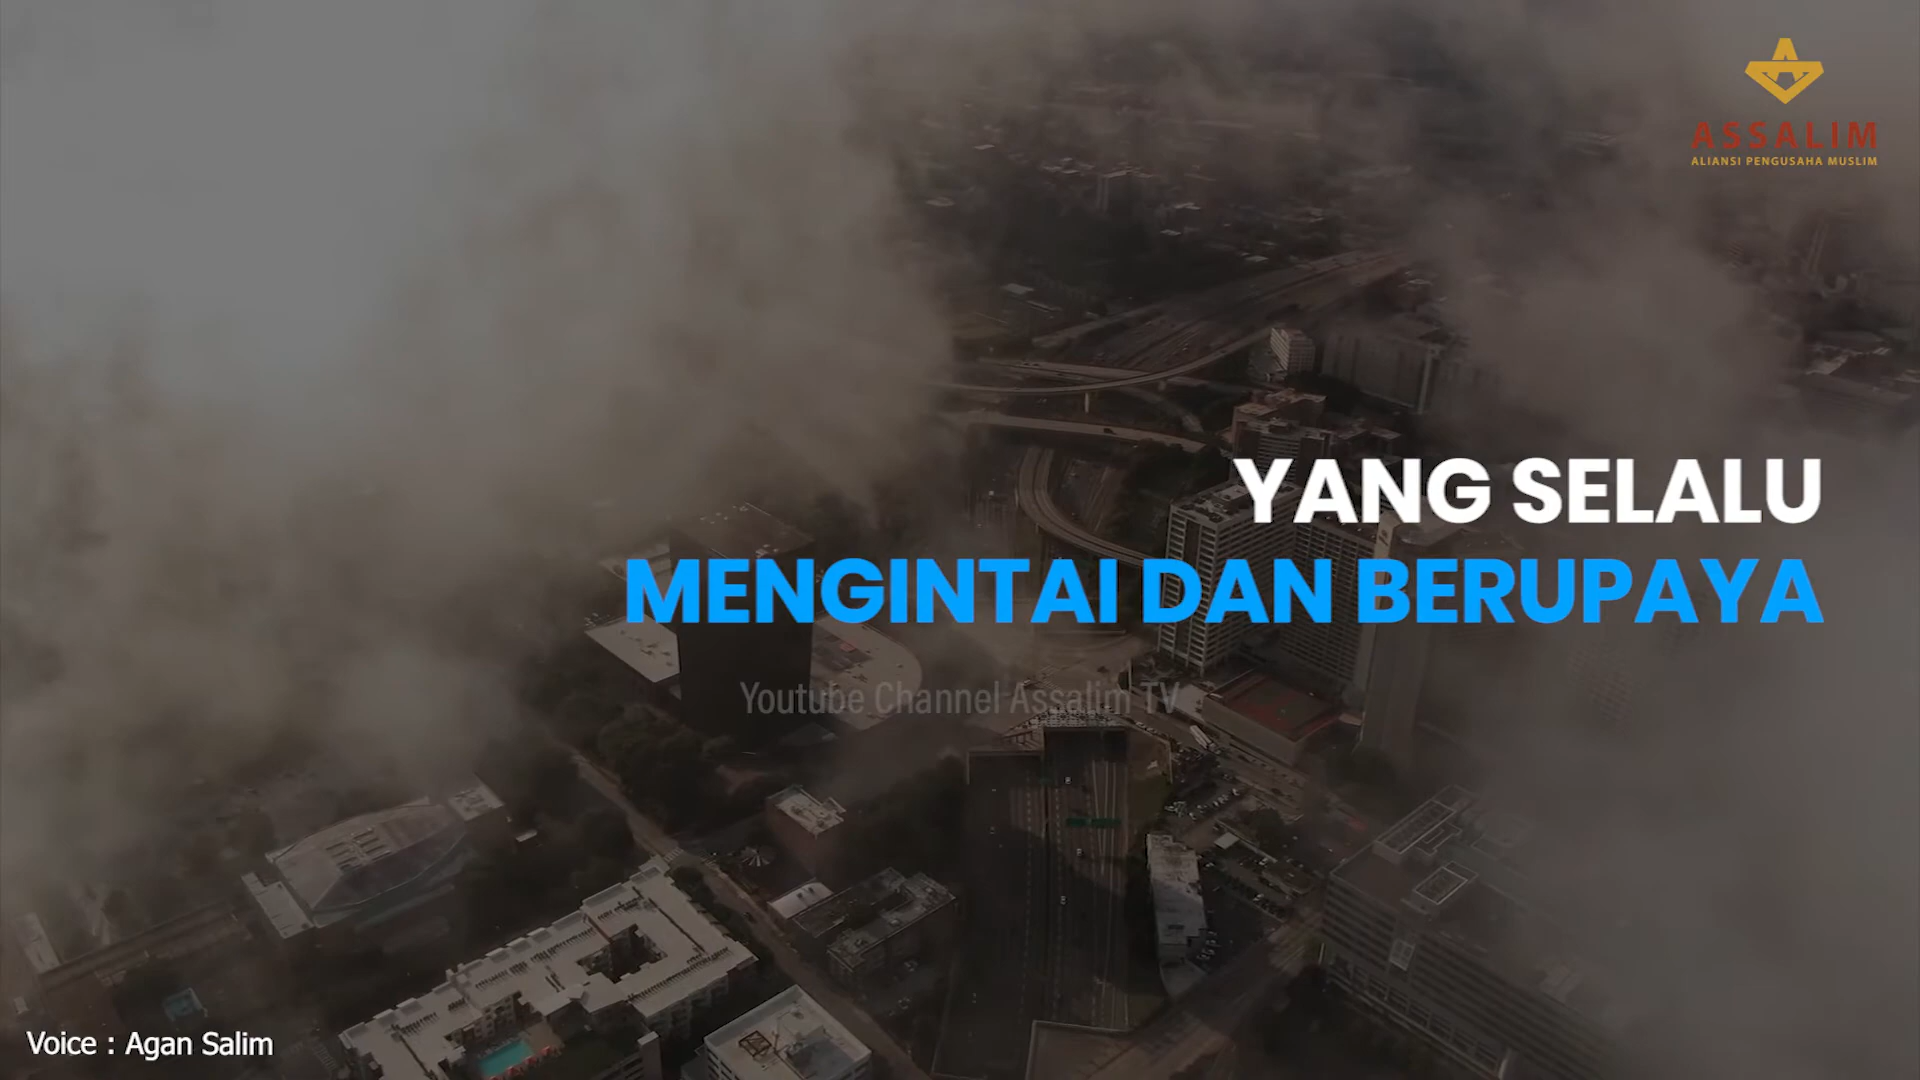 ASSALIM
ALIANSI PENGUSAHA MUSLIM
YANG SELALU
MENGINTAI DAN BERUPAYA
Youtube Channel Assalim TV
Voice : Agan Salim